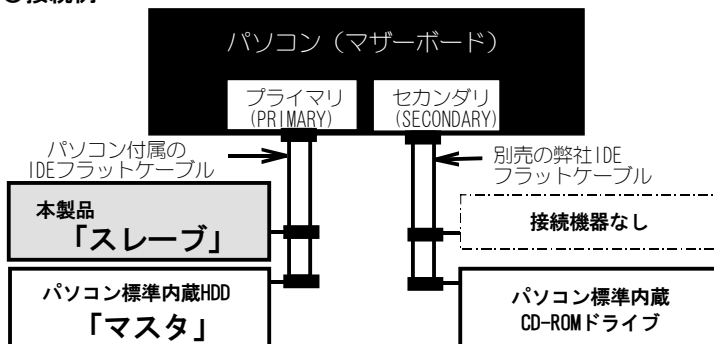 パソコン（マザーボード）
プライマリ
(PRIMARY)
セカンダリ
(SECONDARY)
パソコン付属の
IDEフラットケーブル
別売の弊社IDE
フラットケーブル
本製品
「スレーブ」
接続機器なし
パソコン標準内蔵HDD
「マスタ」
パソコン標準内蔵
CD-ROMドライブ